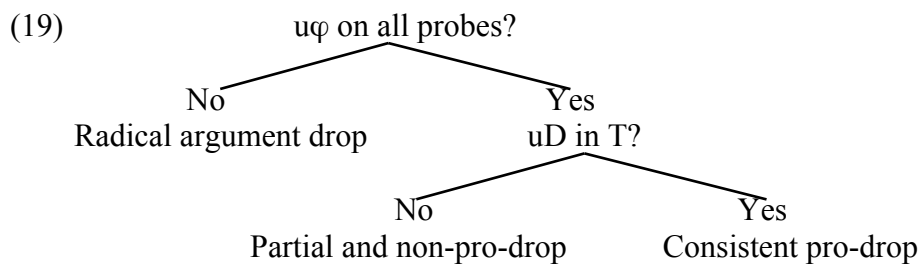 (19) uφ on all probes?
No Yes
Radical argument drop uD in T?
No Yes
Partial and non-pro-drop Consistent pro-drop